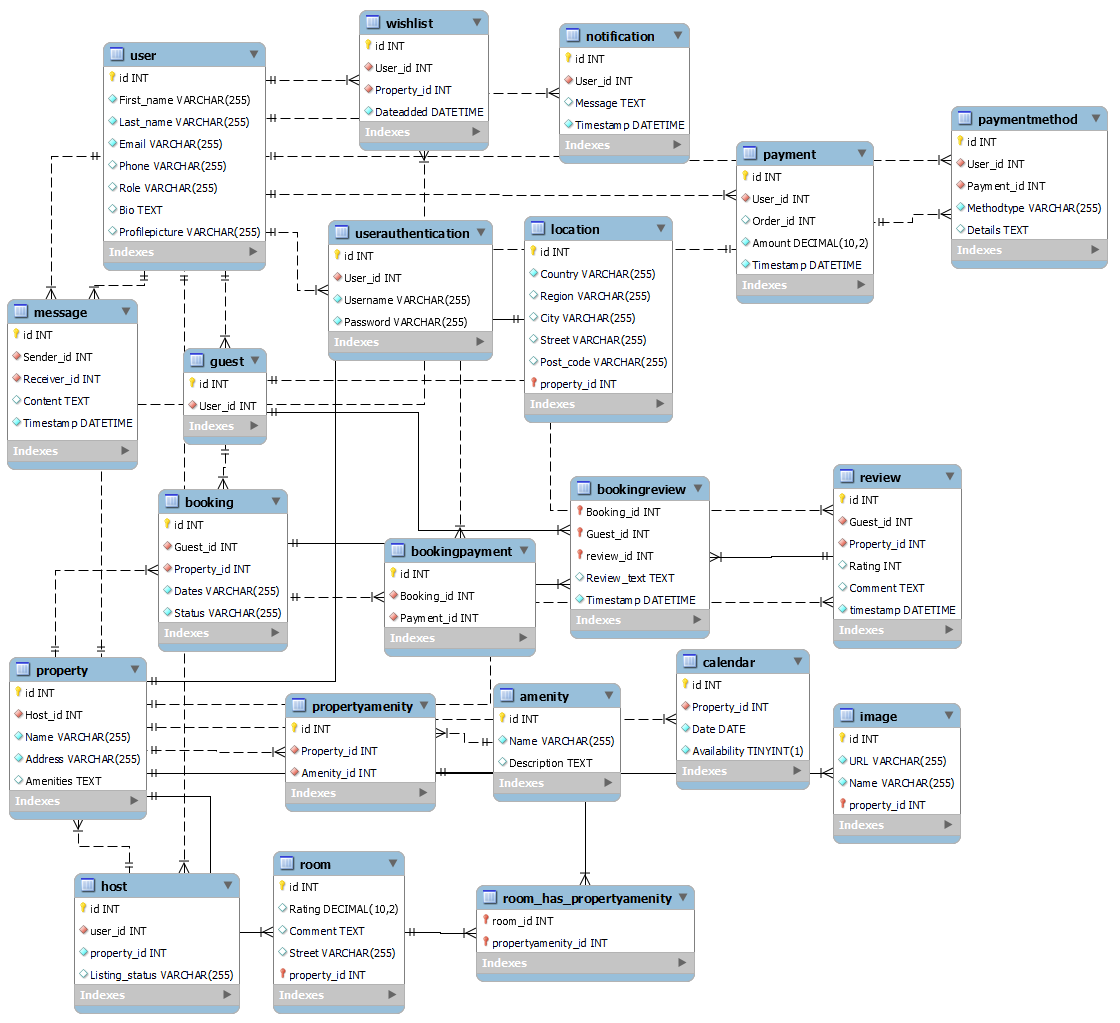 wishlist
id INT
User_id INT
Property_id INT
Dateadded DATETIME
Indexes
notification
id INT
User_id INT
Message TEXT
Timestamp DATETIME
Indexes
user
id INT
First_name VARCHAR(255)
Last_name VARCHAR(255)
Email VARCHAR(255)
Phone VARCHAR(255)
Role VARCHAR(255)
Bio TEXT
Profilepicture VARCHAR(255)
Indexes
paymentmethod
id INT
User_id INT
Payment_id INT
Methodtype VARCHAR(255)
Details TEXT
Indexes
payment
id INT
User_id INT
Order_id INT
Amount DECIMAL(10,2)
Timestamp DATETIME
Indexes
userauthentication
id INT
User_id INT
Username VARCHAR(255)
Password VARCHAR(255)
Indexes
location
id INT
Country VARCHAR(255)
Region VARCHAR(255)
City VARCHAR(255)
Street VARCHAR(255)
Post_code VARCHAR(255)
property_id INT
Indexes
message
id INT
Sender_id INT
Receiver_id INT
Content TEXT
Timestamp DATETIME
Indexes
guest
id INT
User_id INT
Indexes
booking
id INT
Guest_id INT
Property_id INT
Dates VARCHAR(255)
Status VARCHAR(255)
Indexes
bookingreview
Booking_id INT
Guest_id INT
review_id INT
Review_text TEXT
Timestamp DATETIME
Indexes
review
id INT
Guest_id INT
Property_id INT
Rating INT
Comment TEXT
timestamp DATETIME
Indexes
bookingpayment
id INT
Booking_id INT
Payment_id INT
Indexes
property
id INT
Host_id INT
Name VARCHAR(255)
Address VARCHAR(255)
Amenities TEXT
Indexes
propertyamenity
id INT
Property_id INT
Amenity_id INT
Indexes
amenity
id INT
Name VARCHAR(255)
Description TEXT
Indexes
calendar
id INT
Property_id INT
Date DATE
Availability TINYINT(1)
Indexes
image
id INT
URL VARCHAR(255)
Name VARCHAR(255)
property_id INT
Indexes
host
id INT
user_id INT
property_id INT
Listing_status VARCHAR(255)
Indexes
room
id INT
Rating DECIMAL(10,2)
Comment TEXT
Street VARCHAR(255)
property_id INT
Indexes
room_has_propertyamenity
room_id INT
propertyamenity_id INT
Indexes